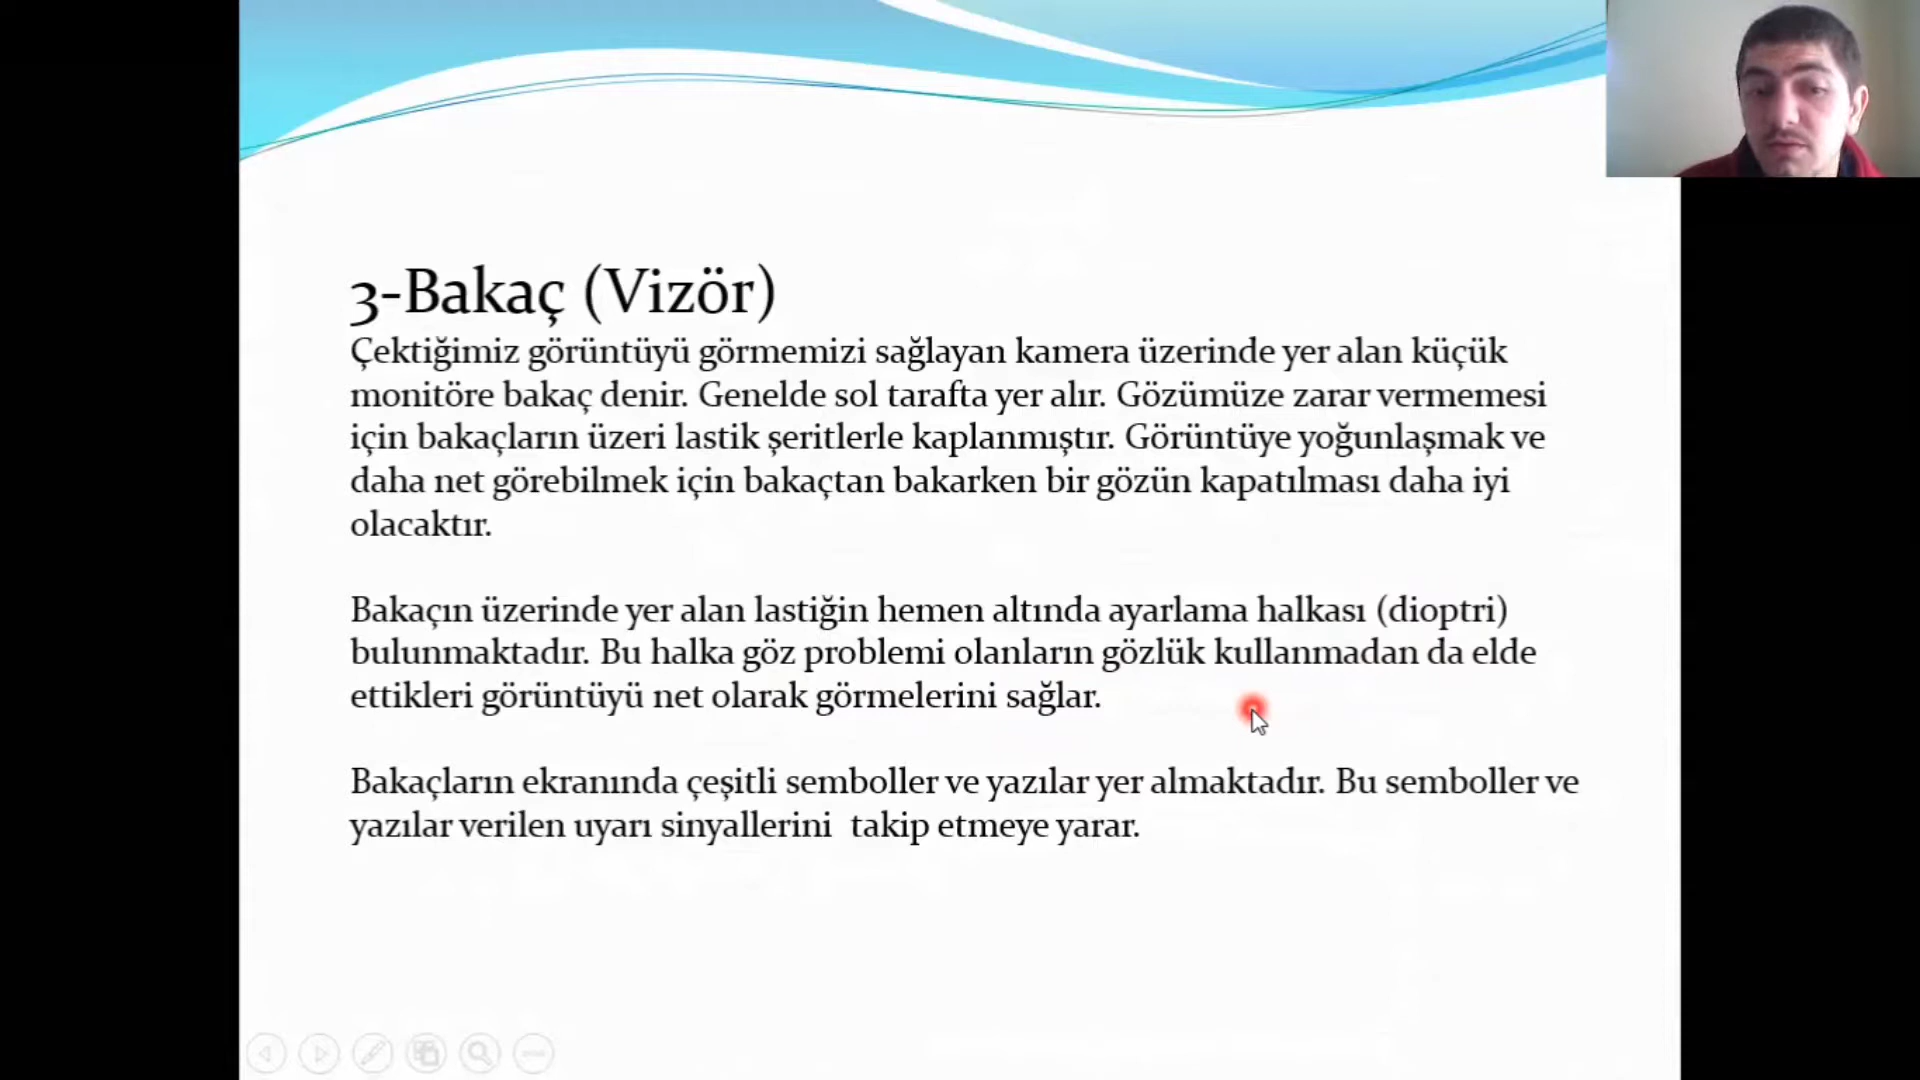 3-Bakaç (Vizör)
Çektiğimiz görüntüyü görmemizi sağlayan kamera üzerinde yer alan küçük
monitöre bakaç denir. Genelde sol tarafta yer alır. Gözümüze zarar vermemesi
için bakaçların üzeri lastik şeritlerle kaplanmıştır. Görüntüye yoğunlaşmak ve
daha net görebilmek için bakaçtan bakarken bir gözün kapatılması daha iyi
olacaktır.
Bakaçın üzerinde yer alan lastiğin hemen altında ayarlama halkası (dioptri)
bulunmaktadır. Bu halka göz problemi olanların gözlük kullanmadan da elde
ettikleri görüntüyü net olarak görmelerini sağlar.
Bakaçların ekranında çeşitli semboller ve yazılar yer almaktadır. Bu semboller ve
yazılar verilen uyarı sinyallerini  takip etmeye yarar.